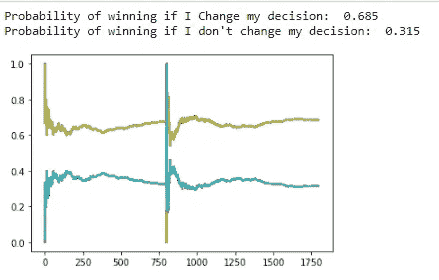 Probability of winning if I Change my decision:  0.685
Probability of winning if I don't change my decision:  0.315
1.0
0.8
0.6
0.4
0.2
0.0
0 250 500 750 1000 1250 1500 1750